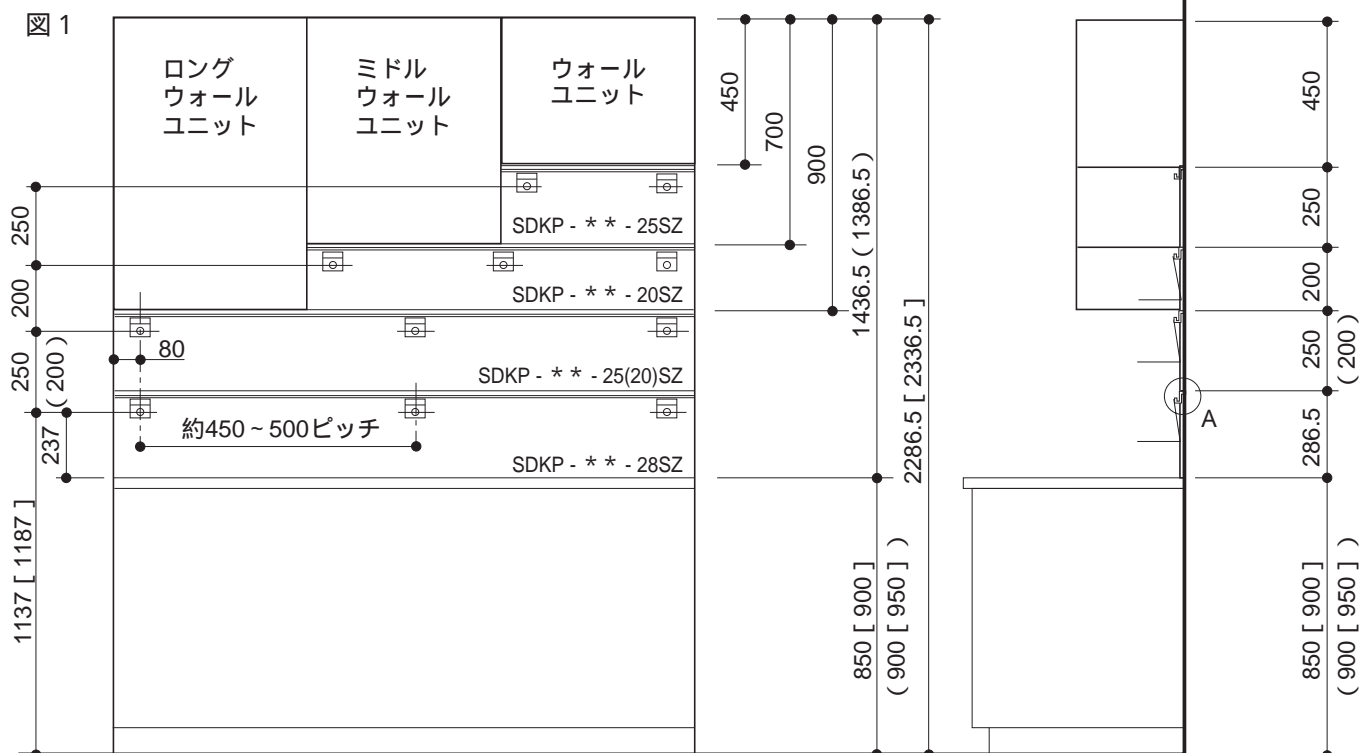 図1
ロング
ウォール
ユニット
ミドル
ウォール
ユニット
ウォール
ユニット
SDKP - ** - 25SZ
SDKP - ** - 20SZ
SDKP - ** - 25(20)SZ
SDKP - ** - 28SZ
80
約450~500ピッチ
250
200
250
(200)
237
1137 [ 1187 ]
450
700
900
1436.5 ( 1386.5 )
2286.5 [ 2336.5 ]
850 [ 900 ]
( 900 [ 950 ] )
A
450
250
200
250
(200)
286.5
850 [ 900 ]
( 900 [ 950 ] )